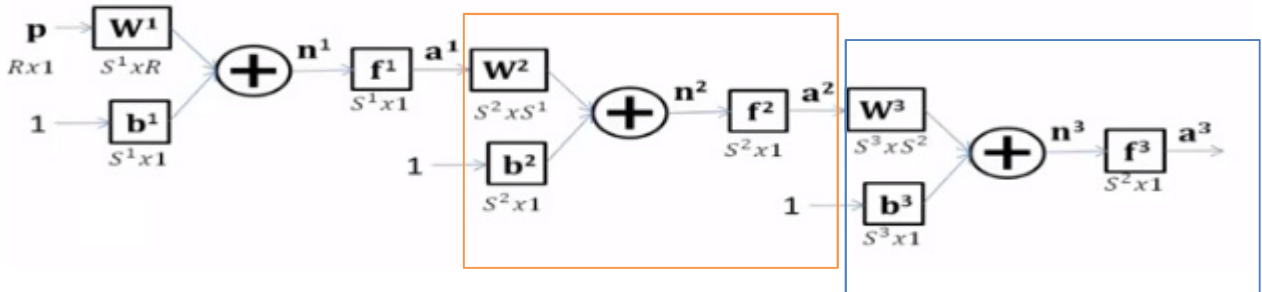 p W¹ n¹ f¹ a¹ W² n² f² a² W³ n³ f³ a³
Rx1 S¹xR S¹x1 S²xS¹ S²x1 S³xS² S²x1
1 b¹ 1 b² 1 b³
S¹x1 S²x1 S³x1